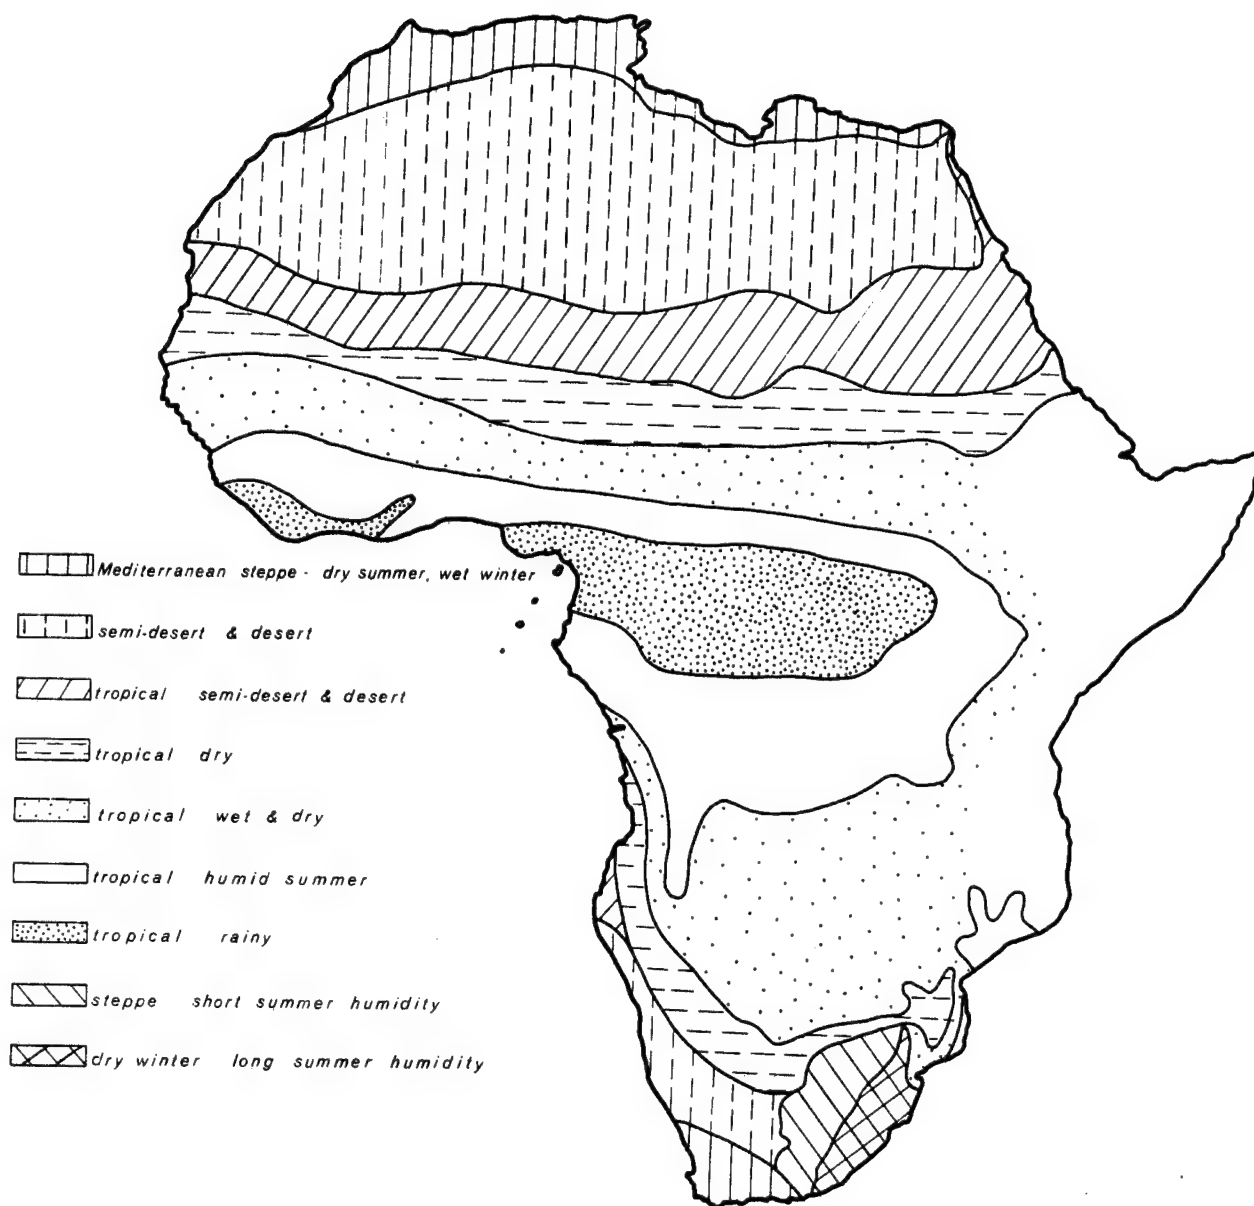 Mediterranean steppe - dry summer, wet winter
semi-desert & desert
tropical semi-desert & desert
tropical dry
tropical wet & dry
tropical humid summer
tropical rainy
steppe short summer humidity
dry winter long summer humidity